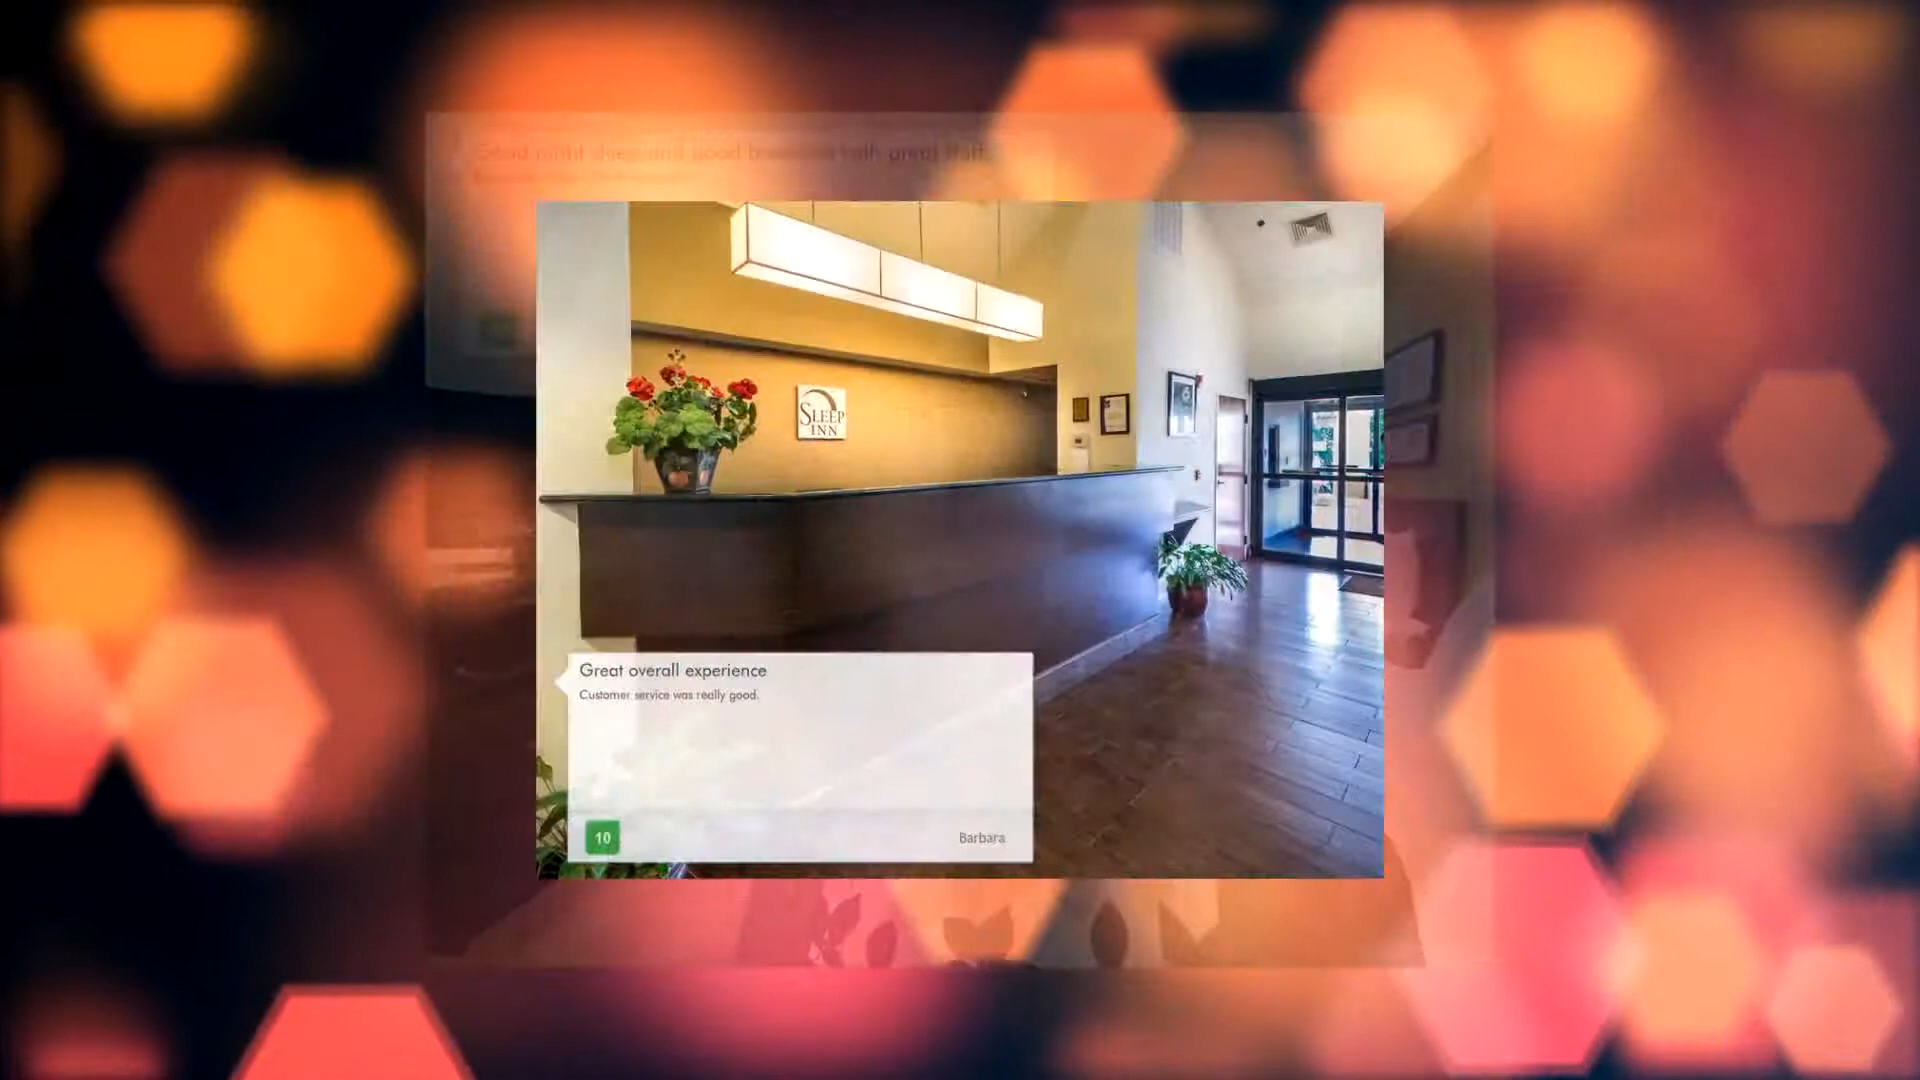 SLEEP
INN
Great overall experience
Customer service was really good.
10
Barbara